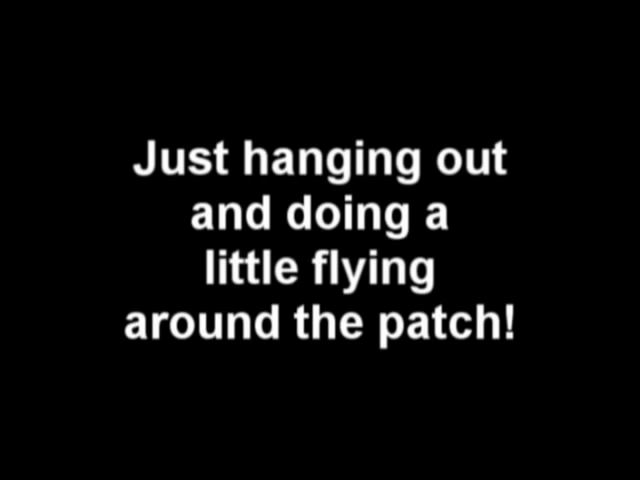 Just hanging out
and doing a
little flying
around the patch!